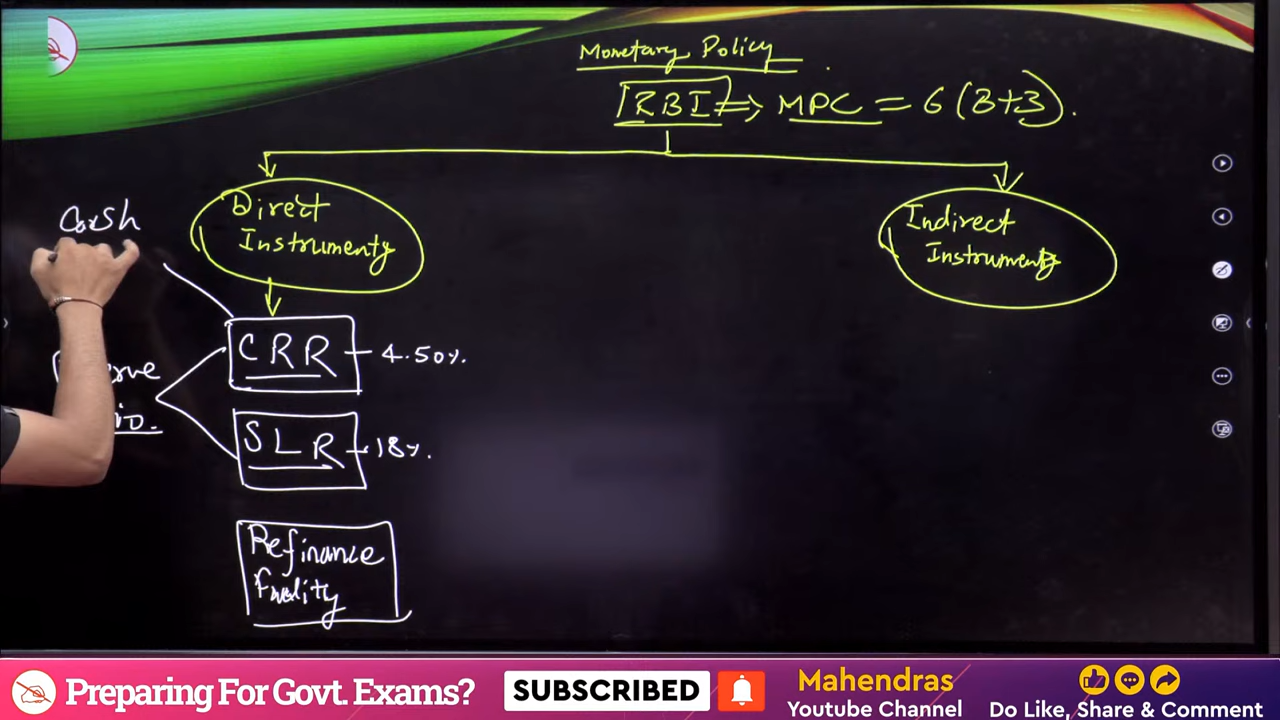 Monetary Policy
RBI => MPC = 6 (3+3).
Direct
Instruments
Indirect
Instruments
Cash
CRR - 4.50%.
SLR - 18%.
Refinance
Facility
Preparing For Govt. Exams?
SUBSCRIBED
Mahendras
Youtube Channel
Do Like, Share & Comment